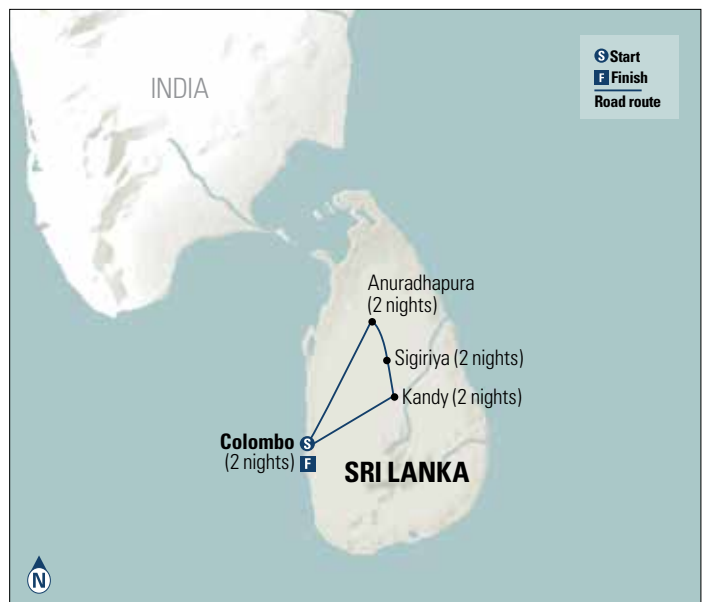 INDIA
S Start
F Finish
Road route
Anuradhapura
(2 nights)
Sigiriya (2 nights)
Kandy (2 nights)
Colombo S
(2 nights) F
SRI LANKA
N